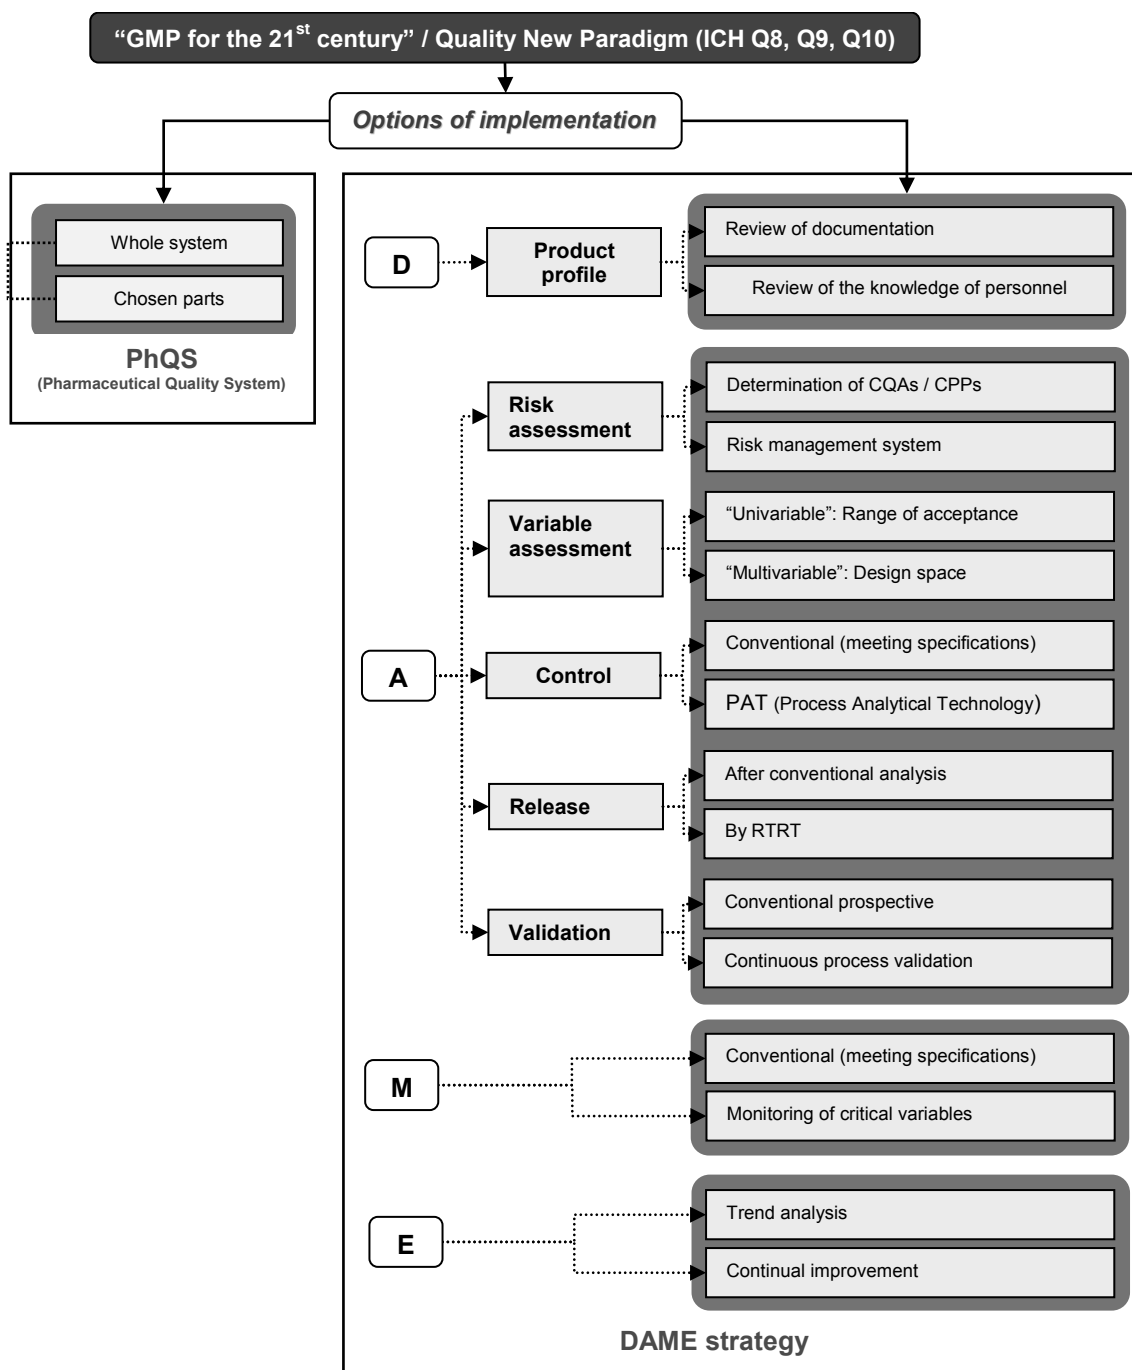 “GMP for the 21st century” / Quality New Paradigm (ICH Q8, Q9, Q10)
Options of implementation
Whole system
Chosen parts
PhQS
(Pharmaceutical Quality System)
D
Product
profile
Review of documentation
Review of the knowledge of personnel
A
Risk
assessment
Determination of CQAs / CPPs
Risk management system
Variable
assessment
“Univariable”: Range of acceptance
“Multivariable”: Design space
Control
Conventional (meeting specifications)
PAT (Process Analytical Technology)
Release
After conventional analysis
By RTRT
Validation
Conventional prospective
Continuous process validation
M
Conventional (meeting specifications)
Monitoring of critical variables
E
Trend analysis
Continual improvement
DAME strategy